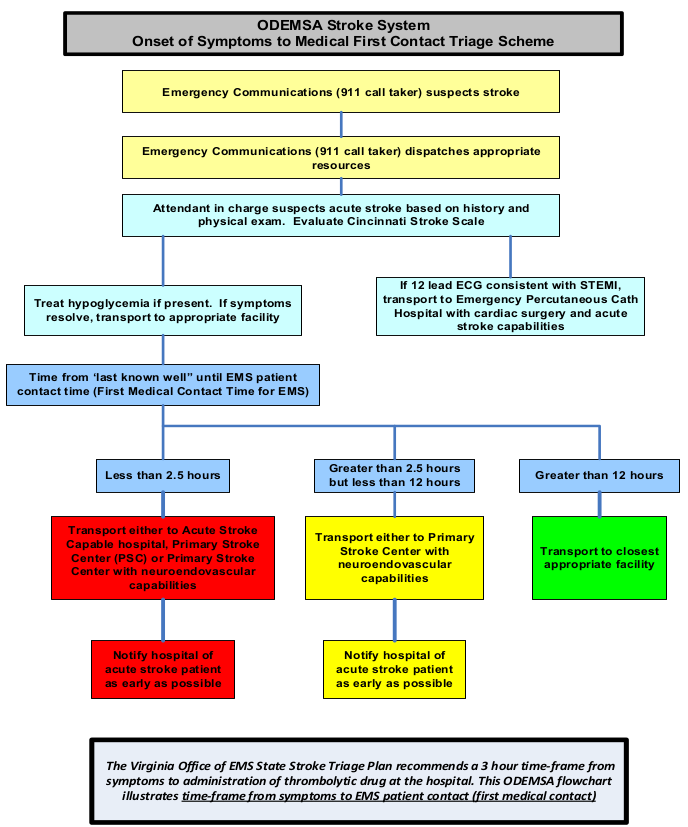 ODEMSA Stroke System
Onset of Symptoms to Medical First Contact Triage Scheme
Emergency Communications (911 call taker) suspects stroke
Emergency Communications (911 call taker) dispatches appropriate
resources
Attendant in charge suspects acute stroke based on history and
physical exam.  Evaluate Cincinnati Stroke Scale
Treat hypoglycemia if present.  If symptoms
resolve, transport to appropriate facility
If 12 lead ECG consistent with STEMI,
transport to Emergency Percutaneous Cath
Hospital with cardiac surgery and acute
stroke capabilities
Time from ‘last known well” until EMS patient
contact time (First Medical Contact Time for EMS)
Less than 2.5 hours
Greater than 2.5 hours
but less than 12 hours
Greater than 12 hours
Transport either to Acute Stroke
Capable hospital, Primary Stroke
Center (PSC) or Primary Stroke
Center with neuroendovascular
capabilities
Transport either to Primary
Stroke Center with
neuroendovascular
capabilities
Transport to closest
appropriate facility
Notify hospital of
acute stroke patient
as early as possible
Notify hospital of
acute stroke patient
as early as possible
The Virginia Office of EMS State Stroke Triage Plan recommends a 3 hour time-frame from
symptoms to administration of thrombolytic drug at the hospital. This ODEMSA flowchart
illustrates time-frame from symptoms to EMS patient contact (first medical contact)